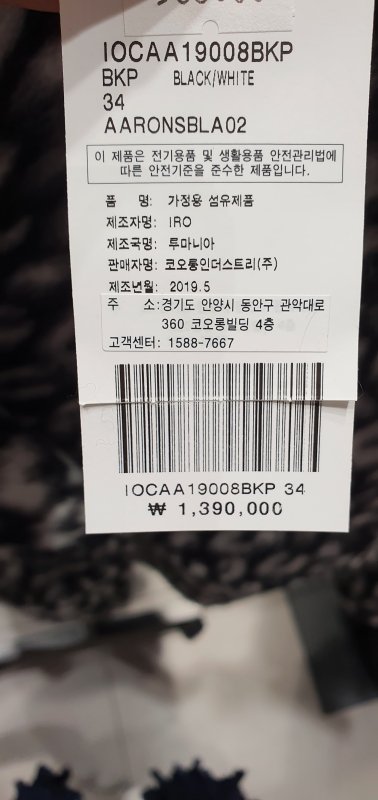 IOCAA19008BKP
BKP BLACK/WHITE
34
AARONSBLA02
이 제품은 전기용품 및 생활용품 안전관리법에
따른 안전기준을 준수한 제품입니다.
품 명: 가정용 섬유제품
제조자명: IRO
제조국명: 루마니아
판매자명: 코오롱인더스트리(주)
제조년월: 2019.5
주 소:경기도 안양시 동안구 관악대로
360 코오롱빌딩 4층
고객센터: 1588-7667
IOCAA19008BKP 34
₩ 1,390,000